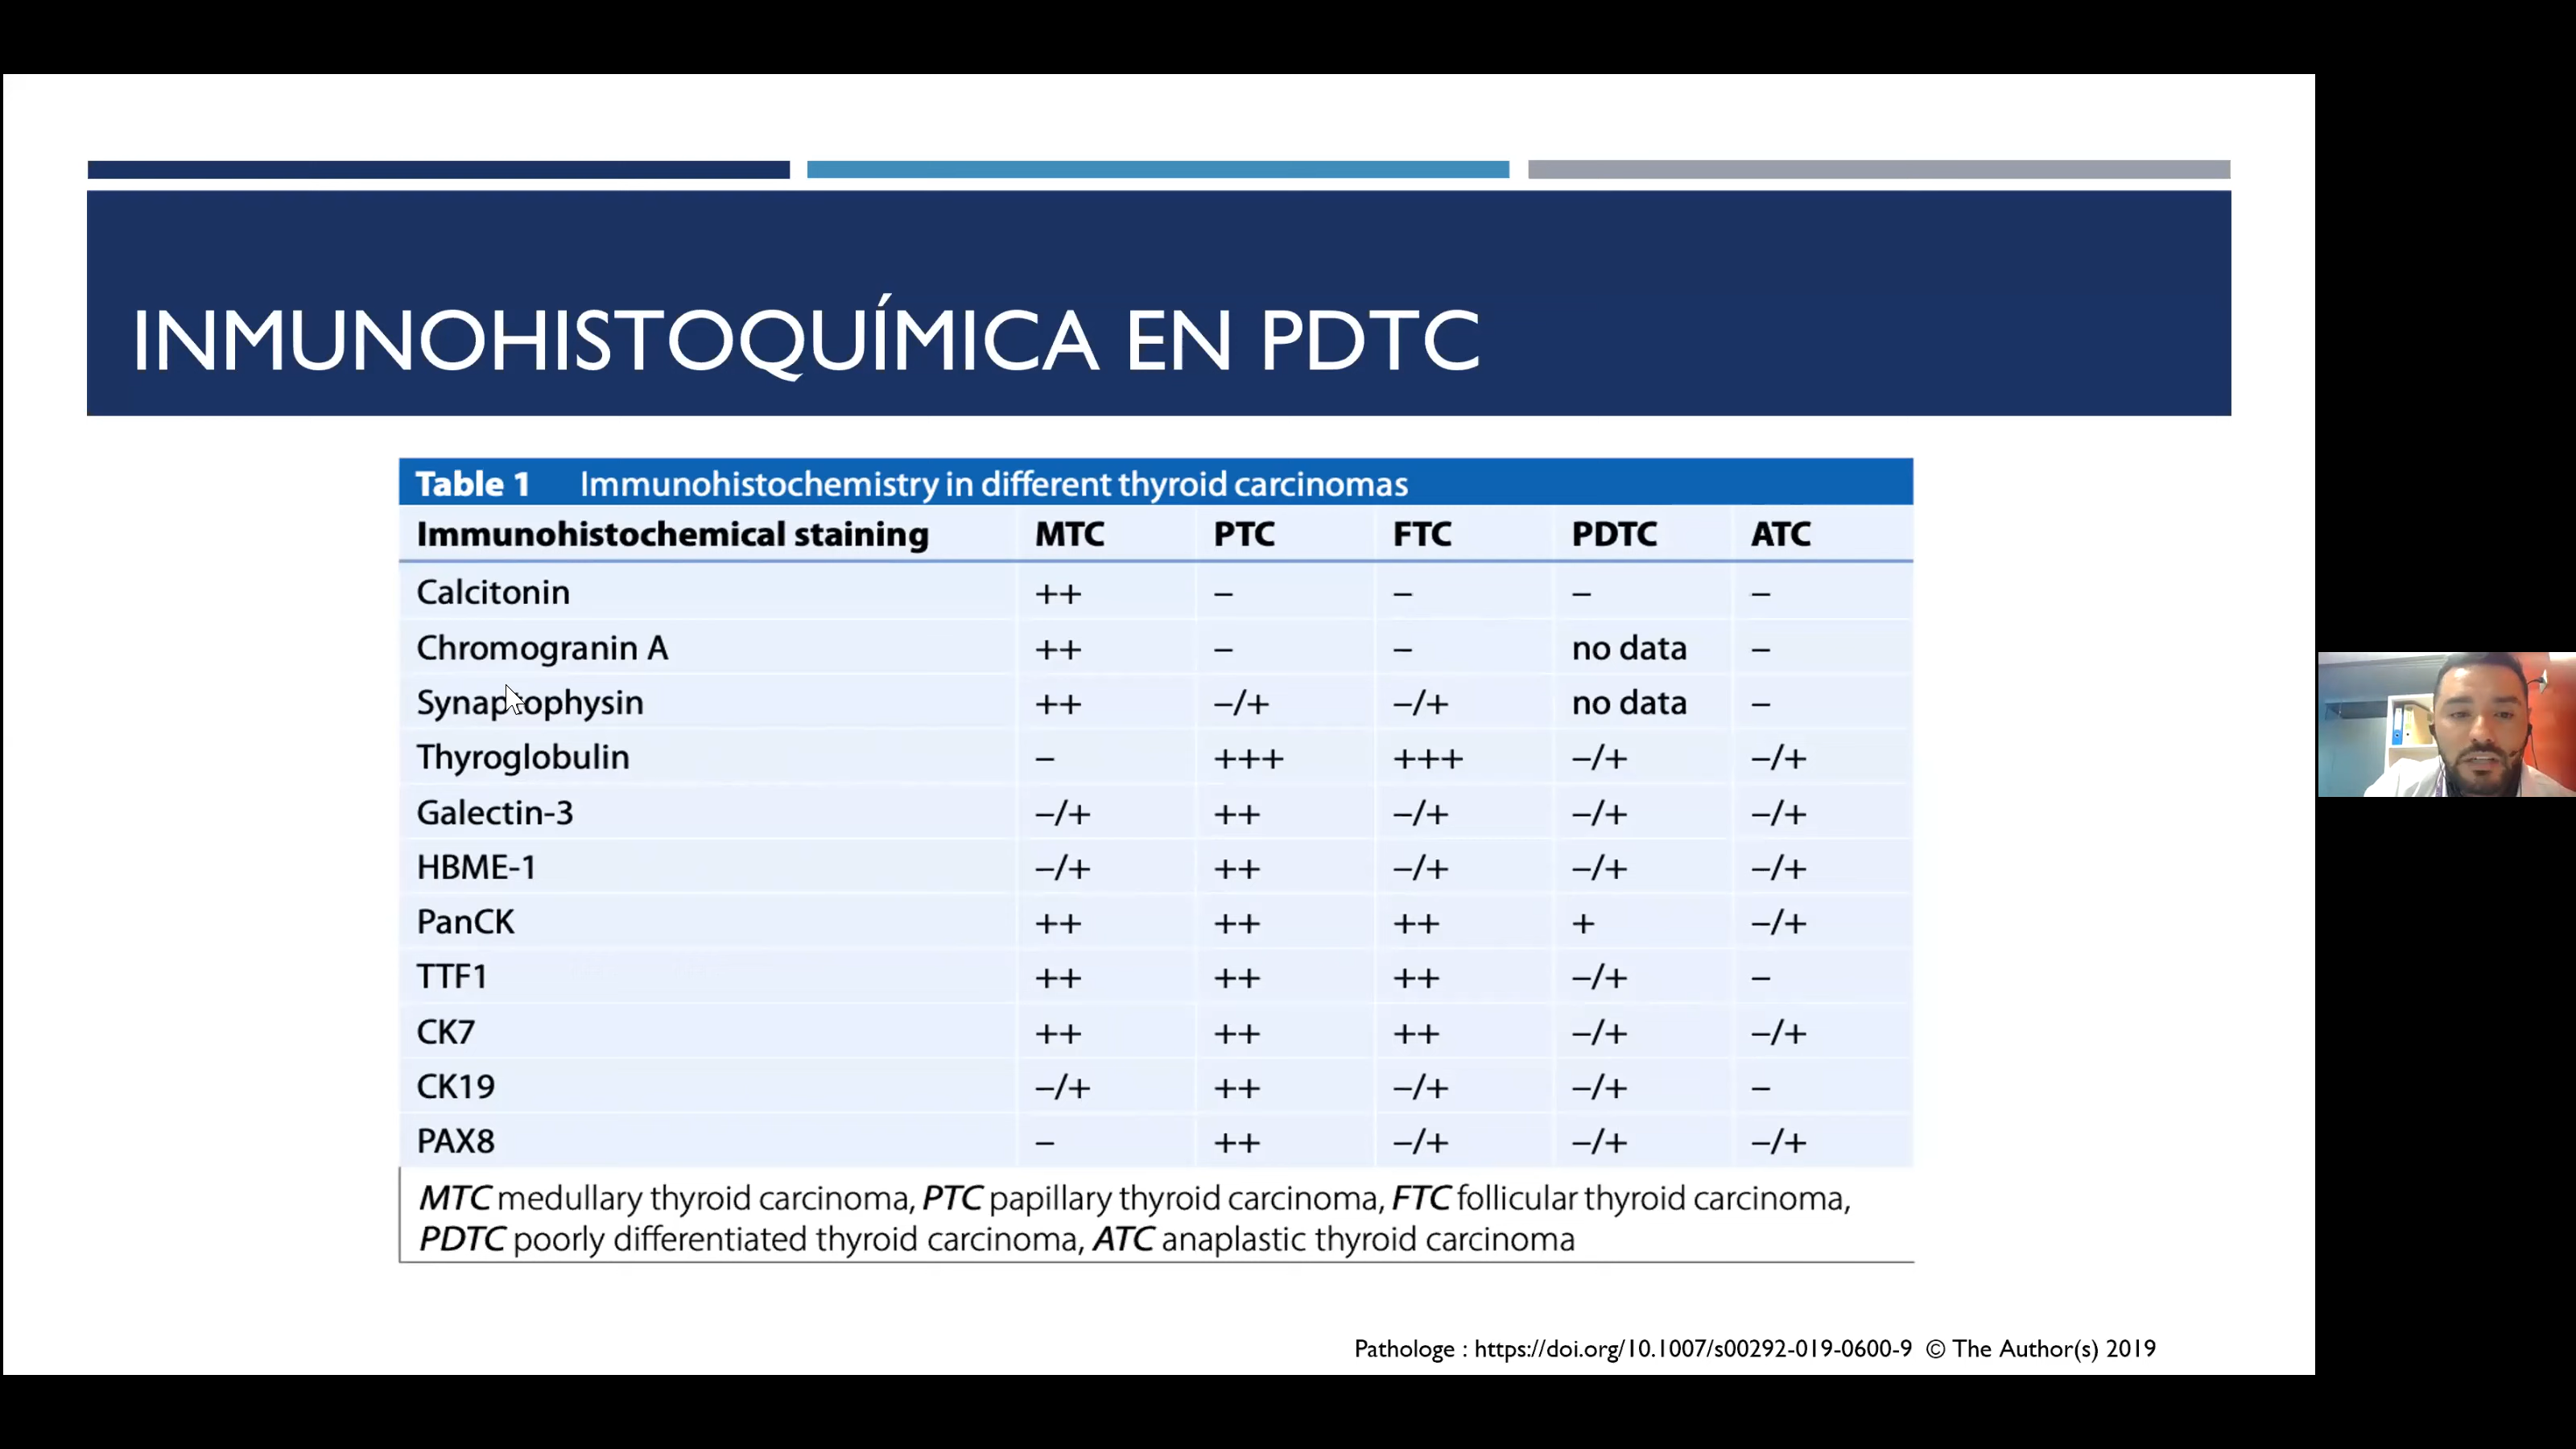 INMUNOHISTOQUÍMICA EN PDTC
Table 1 Immunohistochemistry in different thyroid carcinomas
Immunohistochemical staining MTC PTC FTC PDTC ATC
Calcitonin ++ – – – –
Chromogranin A ++ – – no data –
Synaptophysin ++ –/+ –/+ no data –
Thyroglobulin – +++ +++ –/+ –/+
Galectin-3 –/+ ++ –/+ –/+ –/+
HBME-1 –/+ ++ –/+ –/+ –/+
PanCK ++ ++ ++ + –/+
TTF1 ++ ++ ++ –/+ –
CK7 ++ ++ ++ –/+ –/+
CK19 –/+ ++ –/+ –/+ –
PAX8 – ++ –/+ –/+ –/+
MTC medullary thyroid carcinoma, PTC papillary thyroid carcinoma, FTC follicular thyroid carcinoma,
PDTC poorly differentiated thyroid carcinoma, ATC anaplastic thyroid carcinoma
Pathologe : https://doi.org/10.1007/s00292-019-0600-9 © The Author(s) 2019